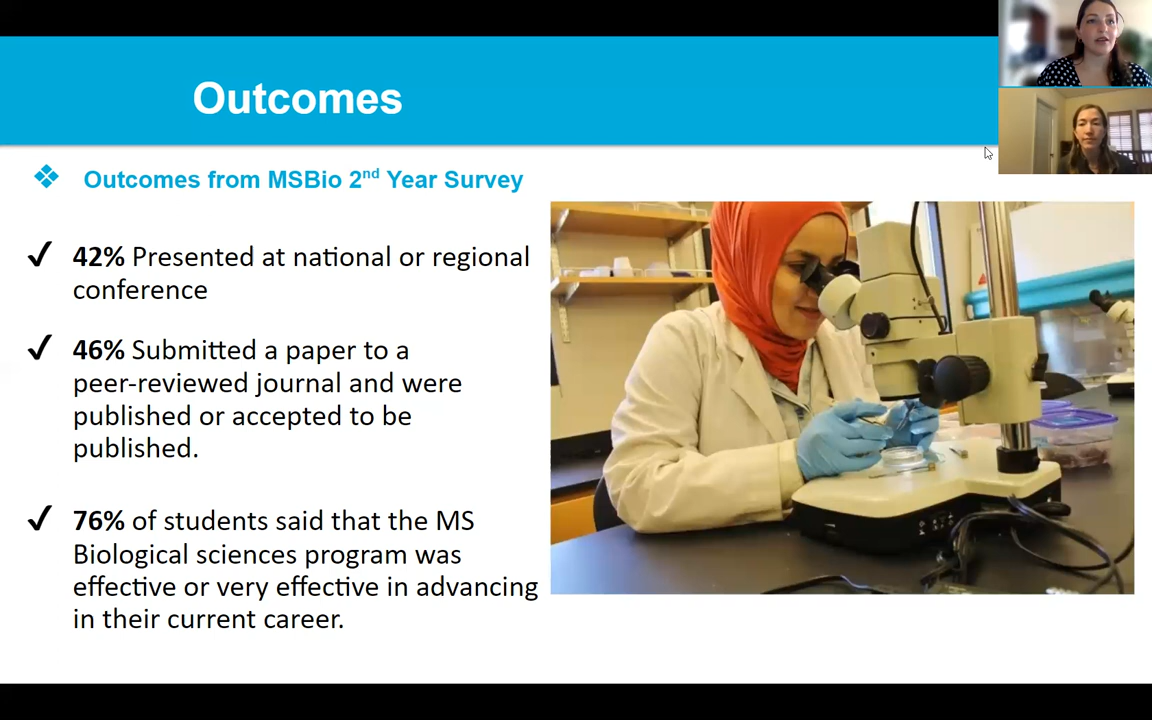 Outcomes
❖ Outcomes from MSBio 2nd Year Survey
✓ 42% Presented at national or regional
conference
✓ 46% Submitted a paper to a
peer-reviewed journal and were
published or accepted to be
published.
✓ 76% of students said that the MS
Biological sciences program was
effective or very effective in advancing
in their current career.